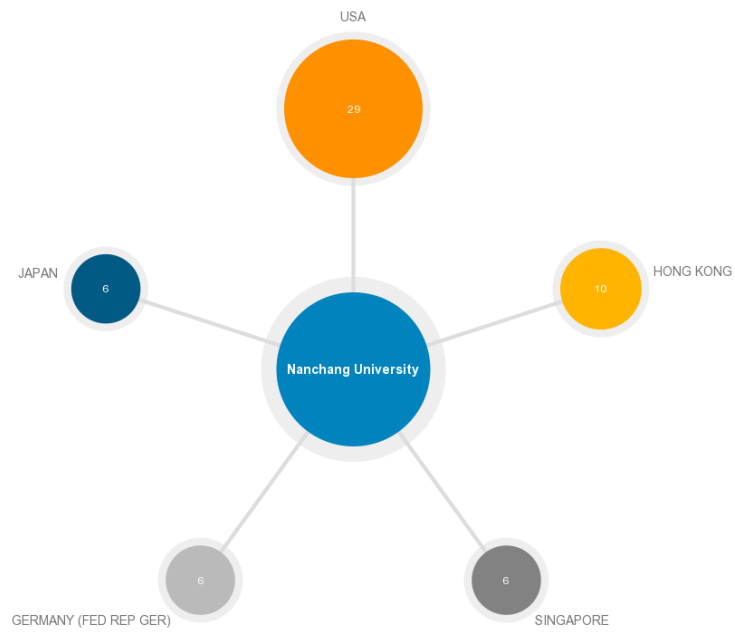 USA
29
JAPAN
6
HONG KONG
10
Nanchang University
6
GERMANY (FED REP GER)
6
SINGAPORE